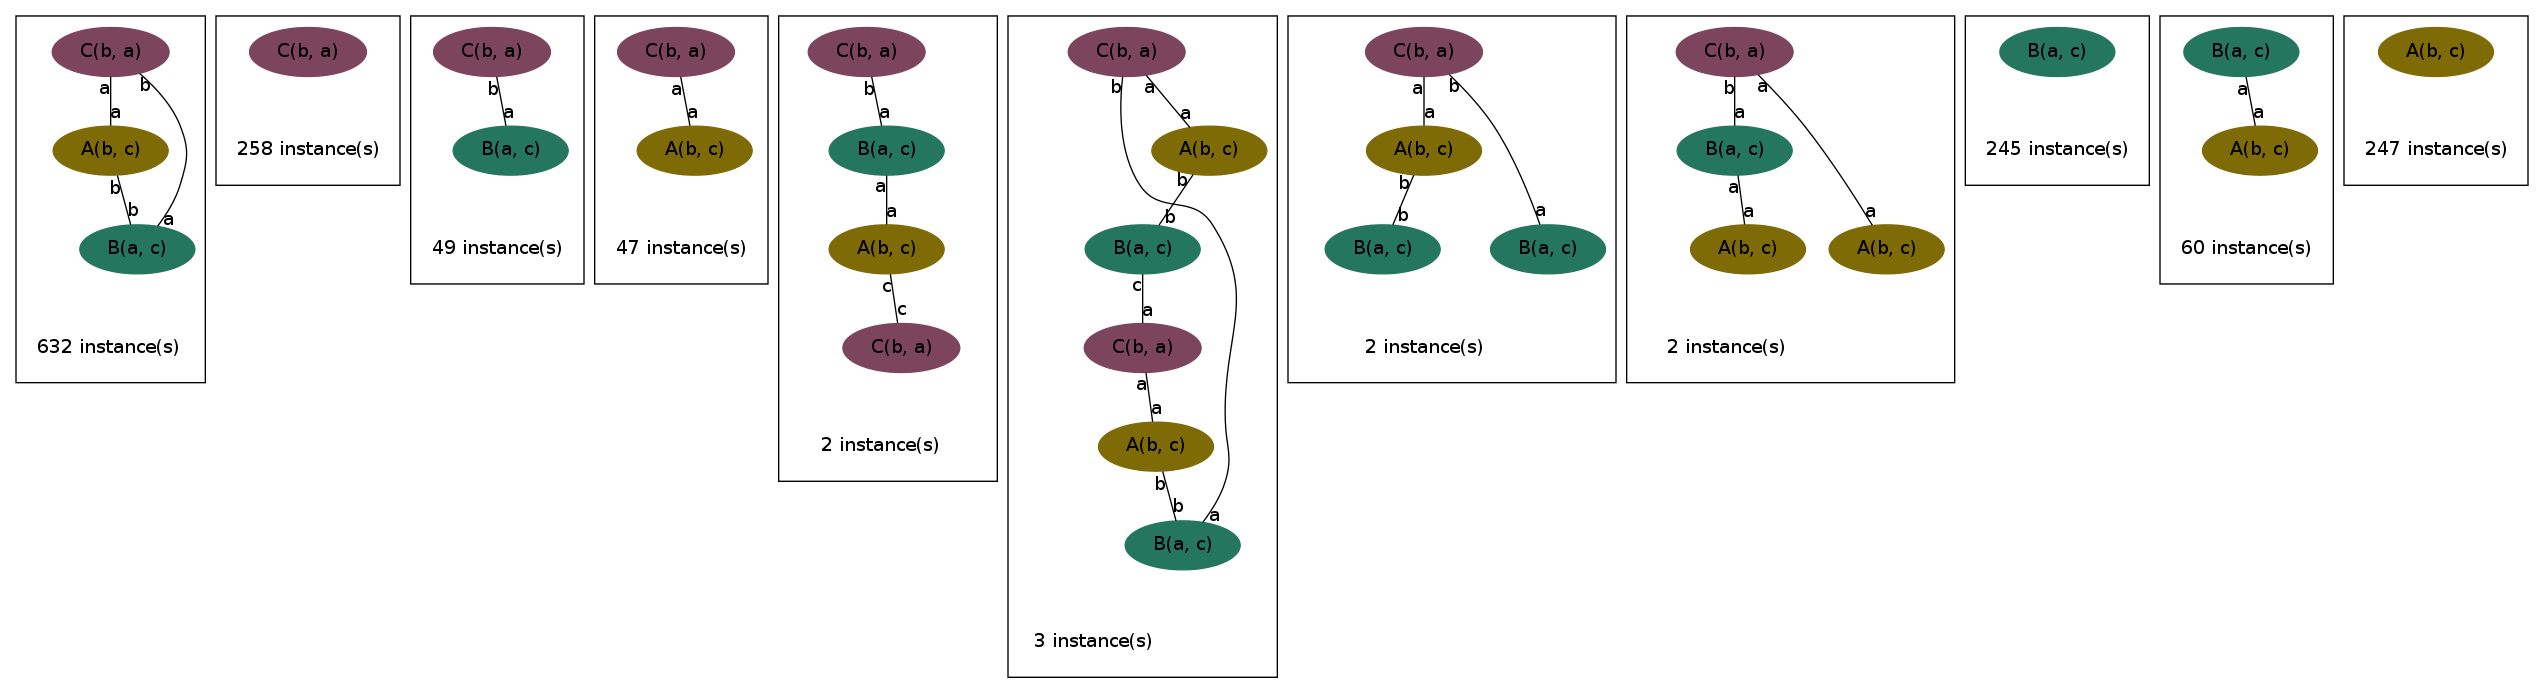 C(b, a)
a
b
a
A(b, c)
b
b
a
B(a, c)
632 instance(s)
C(b, a)
258 instance(s)
C(b, a)
b
a
B(a, c)
49 instance(s)
C(b, a)
a
a
A(b, c)
47 instance(s)
C(b, a)
b
a
B(a, c)
a
a
A(b, c)
c
c
C(b, a)
2 instance(s)
C(b, a)
b
a
a
A(b, c)
b
b
B(a, c)
c
a
C(b, a)
a
a
A(b, c)
b
b
a
B(a, c)
3 instance(s)
C(b, a)
a
b
a
A(b, c)
b
b
a
B(a, c)
B(a, c)
2 instance(s)
C(b, a)
b
a
a
B(a, c)
a
a
a
A(b, c)
A(b, c)
2 instance(s)
B(a, c)
245 instance(s)
B(a, c)
a
a
A(b, c)
60 instance(s)
A(b, c)
247 instance(s)